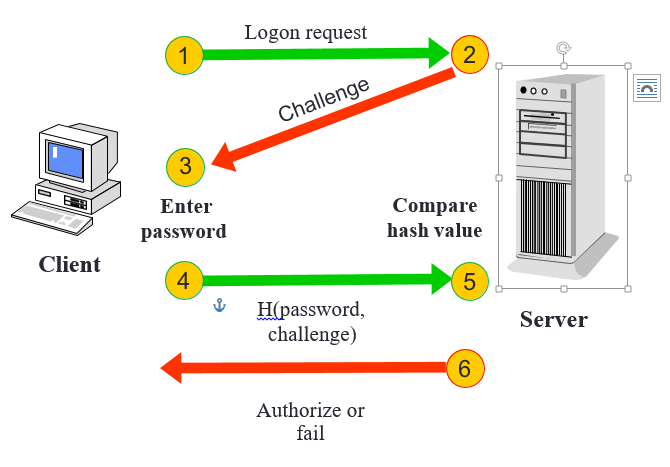 Logon request
1
2
Challenge
3
Enter
password
Compare
hash value
Client
4
5
H(password,
challenge)
Server
6
Authorize or
fail